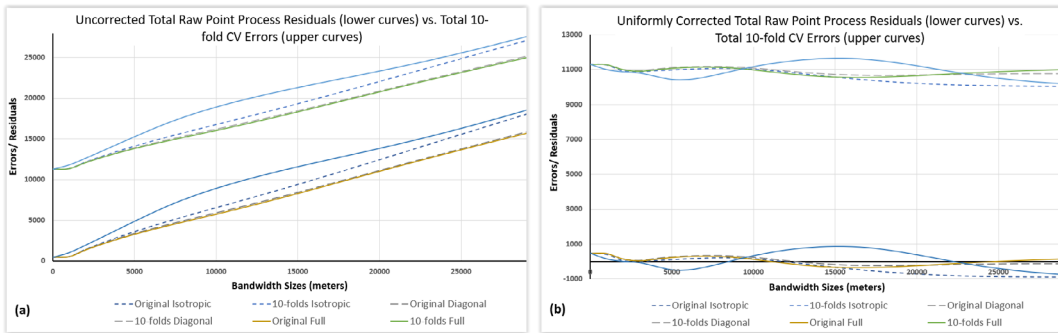 Uncorrected Total Raw Point Process Residuals (lower curves) vs. Total 10-
fold CV Errors (upper curves)
25000
20000
15000
10000
5000
0
Errors/ Residuals
0 5000 10000 15000 20000 25000
Bandwidth Sizes (meters)
(a)
Original Isotropic 10-folds Isotropic Original Diagonal
10-folds Diagonal Original Full 10-folds Full
Uniformly Corrected Total Raw Point Process Residuals (lower curves) vs.
Total 10-fold CV Errors (upper curves)
13000
11000
9000
7000
5000
3000
1000
-1000
Errors/ Residuals
0 5000 10000 15000 20000 25000
Bandwidth Sizes (meters)
(b)
Original Isotropic 10-folds Isotropic Original Diagonal
10-folds Diagonal Original Full 10-folds Full